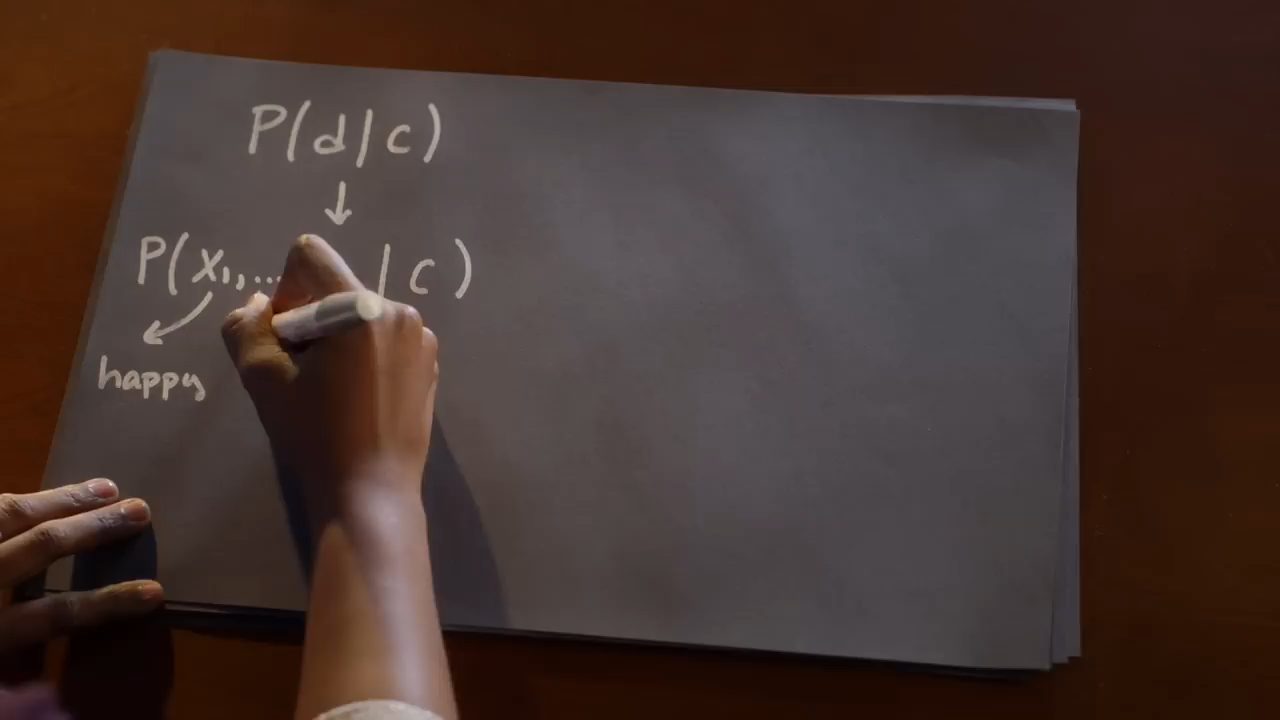 P(d|c)
↓
P(x₁,... |c)
happy